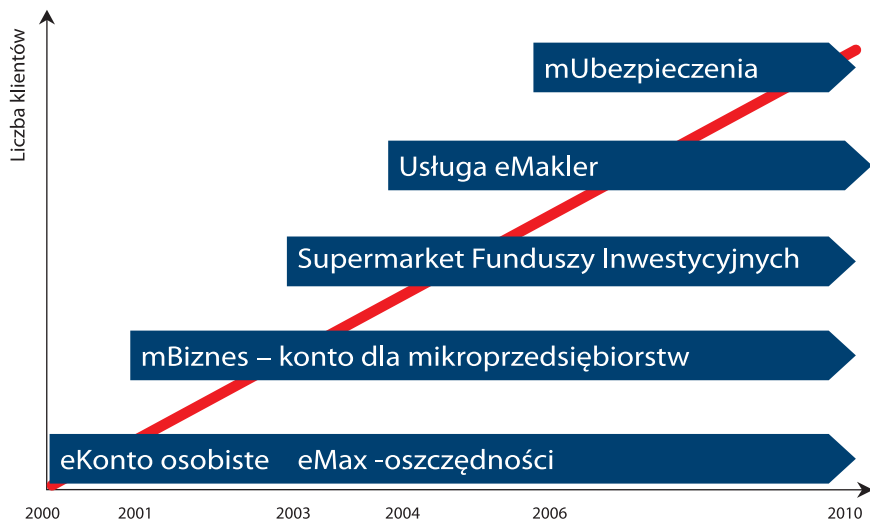 Liczba klientów
mUbezpieczenia
Usługa eMakler
Supermarket Funduszy Inwestycyjnych
mBiznes – konto dla mikroprzedsiębiorstw
eKonto osobiste eMax -oszczędności
2000 2001 2003 2004 2006 2010